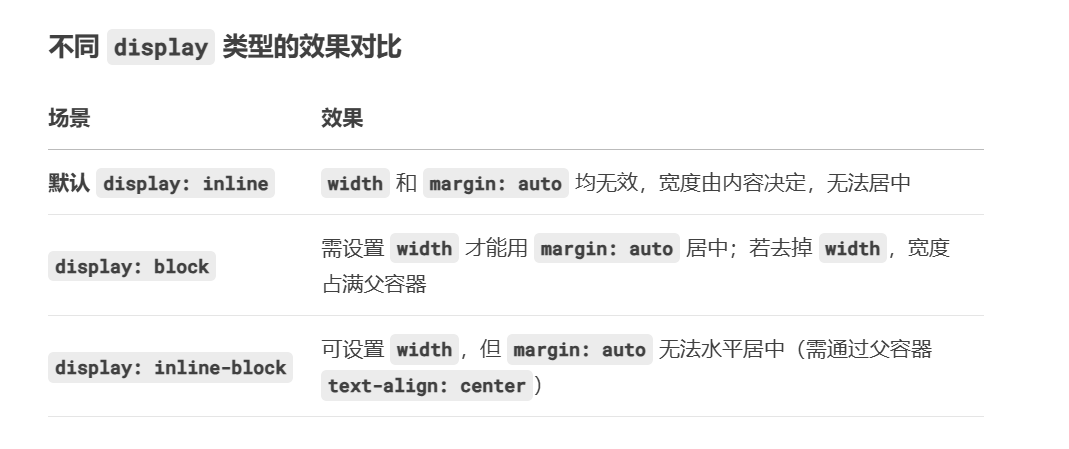 不同 display 类型的效果对比
场景 效果
默认 display: inline width 和 margin: auto 均无效，宽度由内容决定，无法居中
display: block 需设置 width 才能用 margin: auto 居中；若去掉 width，宽度
占满父容器
display: inline-block 可设置 width，但 margin: auto 无法水平居中（需通过父容器
text-align: center）